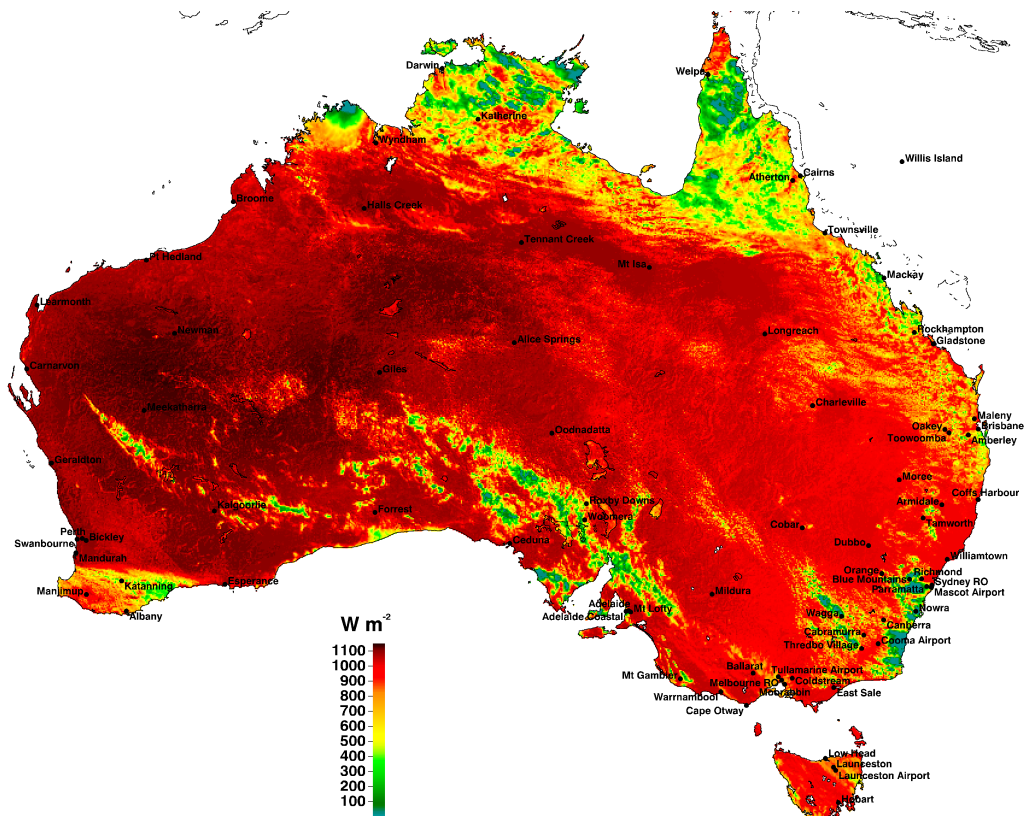 Darwin
Weipa
Katherine
Wyndham
Willis Island
Cairns
Atherton
Broome
Halls Creek
Townsville
Tennant Creek
Pt Hedland
Mt Isa
Mackay
Learmonth
Newman
Longreach
Rockhampton
Gladstone
Alice Springs
Carnarvon
Giles
Meekatharra
Charleville
Maleny
Oakey
Brisbane
Toowoomba
Amberley
Oodnadatta
Geraldton
Moree
Coffs Harbour
Armidale
Roxby Downs
Kalgoorlie
Forrest
Woomera
Tamworth
Cobar
Perth
Bickley
Swanbourne
Ceduna
Dubbo
Mandurah
Williamtown
Orange
Richmond
Blue Mountains
Sydney RO
Katanning
Esperance
Parramatta
Manjimup
Mildura
Mascot Airport
Adelaide
Mt Lofty
Nowra
Albany
Adelaide Coastal
Wagga
Canberra
W m-2
Cabramurra
Cooma Airport
Thredbo Village
1100
1000
900
800
700
600
500
400
300
200
100
Ballarat
Tullamarine Airport
Mt Gambier
Melbourne RO
Coldstream
Moorabbin
Warrnambool
East Sale
Cape Otway
Low Head
Launceston
Launceston Airport
Hobart